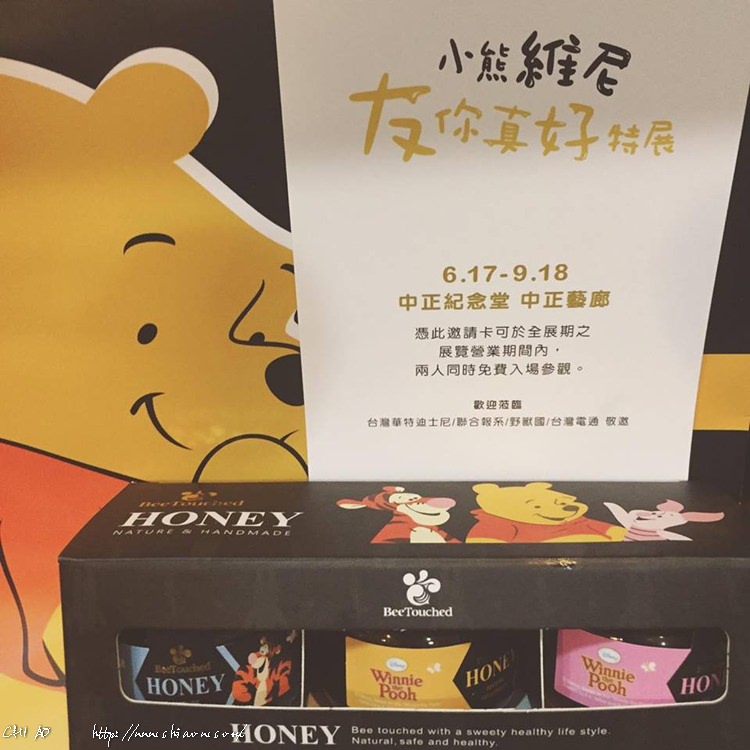 小熊維尼
友你真好特展
6.17-9.18
中正紀念堂 中正藝廊
憑此邀請卡可於全展期之
展覽營業期間內，
兩人同時免費入場參觀。
歡迎蒞臨
台灣華特迪士尼/聯合報系/野獸國/台灣電通 敬邀
BeeTouched
HONEY
NATURE & HANDMADE
BeeTouched
BeeTouched
HONEY
Disney
Winnie
the
Pooh
HONEY
Disney
Winnie
the
Pooh
HON
HONEY
Bee touched with a sweety healthy life style.
Natural, safe and healthy.